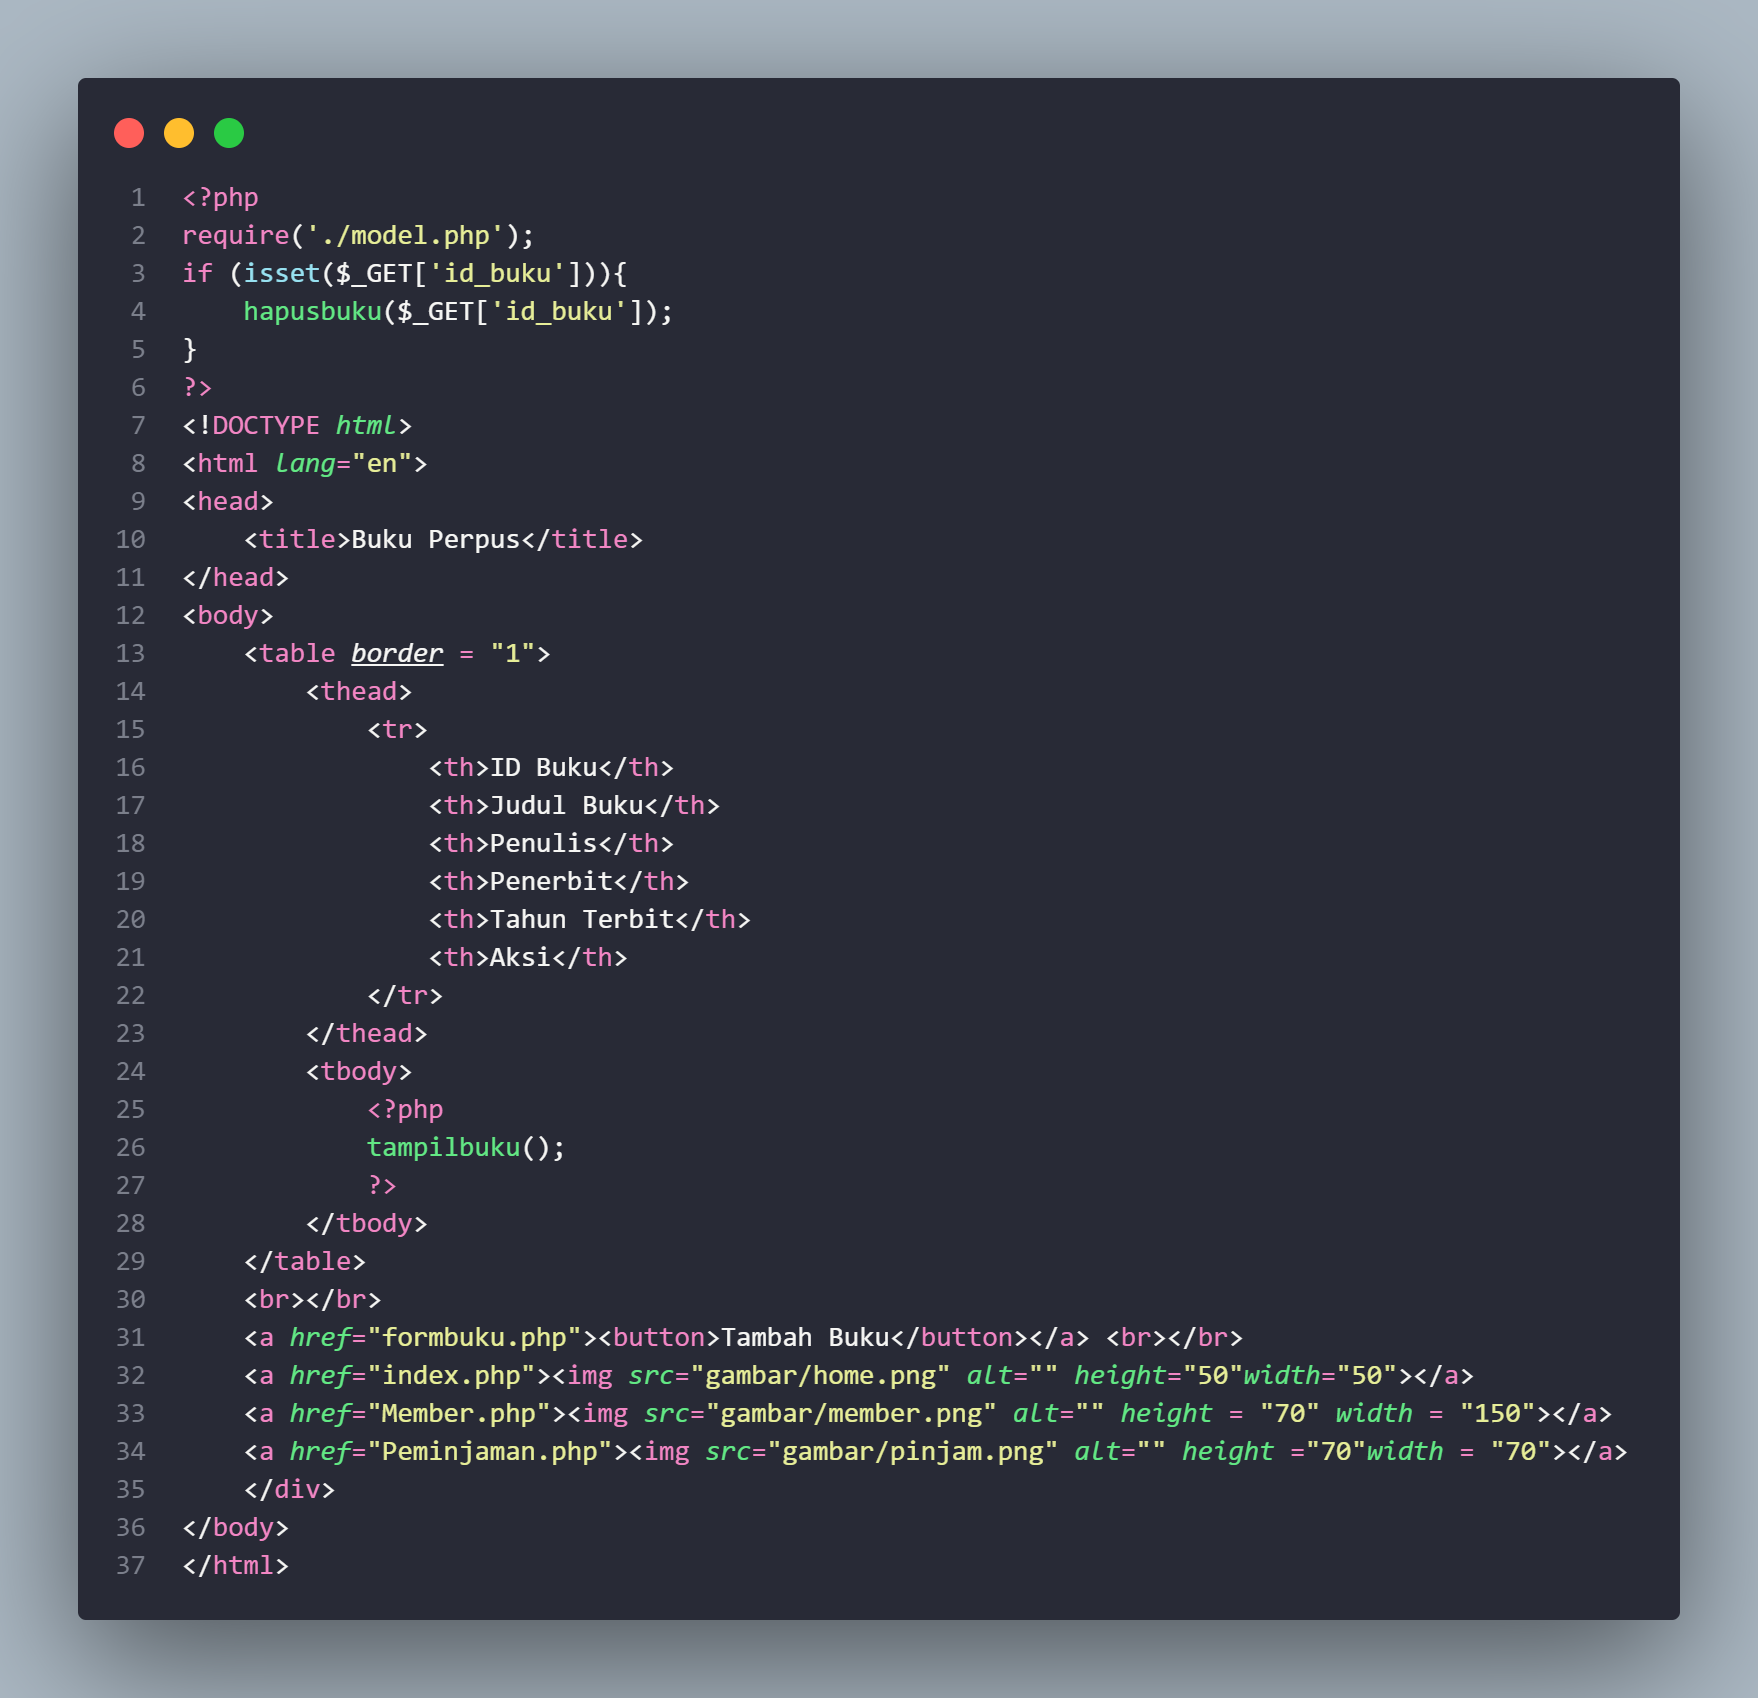 1 <?php
2 require('./model.php');
3 if (isset($_GET['id_buku'])){
4     hapusbuku($_GET['id_buku']);
5 }
6 ?>
7 <!DOCTYPE html>
8 <html lang="en">
9 <head>
10     <title>Buku Perpus</title>
11 </head>
12 <body>
13     <table border = "1">
14         <thead>
15             <tr>
16                 <th>ID Buku</th>
17                 <th>Judul Buku</th>
18                 <th>Penulis</th>
19                 <th>Penerbit</th>
20                 <th>Tahun Terbit</th>
21                 <th>Aksi</th>
22             </tr>
23         </thead>
24         <tbody>
25             <?php
26             tampilbuku();
27             ?>
28         </tbody>
29     </table>
30     <br></br>
31     <a href="formbuku.php"><button>Tambah Buku</button></a> <br></br>
32     <a href="index.php"><img src="gambar/home.png" alt="" height="50"width="50"></a>
33     <a href="Member.php"><img src="gambar/member.png" alt="" height = "70" width = "150"></a>
34     <a href="Peminjaman.php"><img src="gambar/pinjam.png" alt="" height ="70"width = "70"></a>
35     </div>
36 </body>
37 </html>